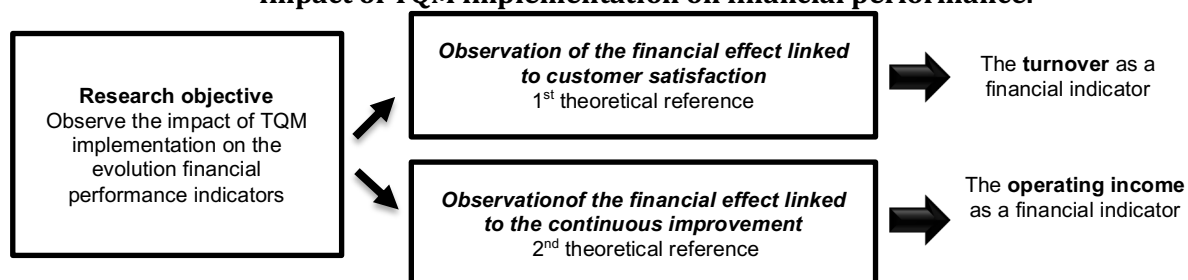 impact of TQM implementation on financial performance.
Research objective
Observe the impact of TQM
implementation on the
evolution financial
performance indicators
Observation of the financial effect linked
to customer satisfaction
1st theoretical reference
The turnover as a
financial indicator
Observationof the financial effect linked
to the continuous improvement
2nd theoretical reference
The operating income
as a financial indicator